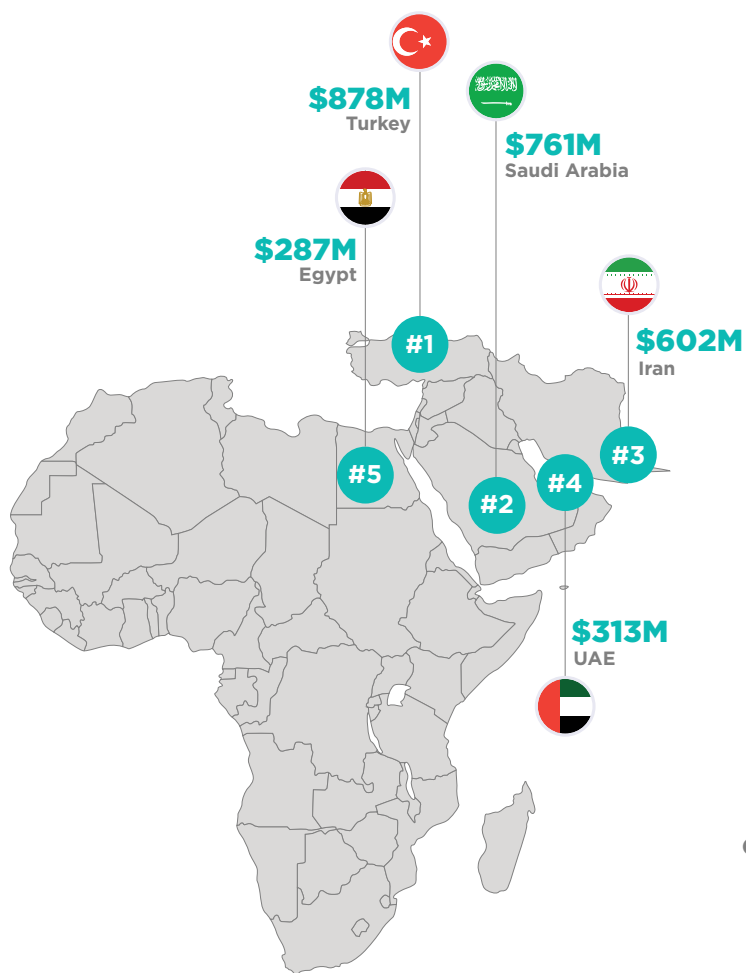 $878M
Turkey
$761M
Saudi Arabia
$287M
Egypt
$602M
Iran
#1
#3
#5
#4
#2
$313M
UAE